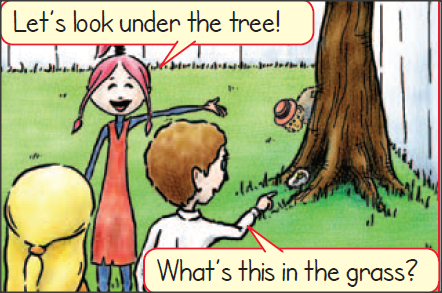 Let's look under the tree!
What's this in the grass?